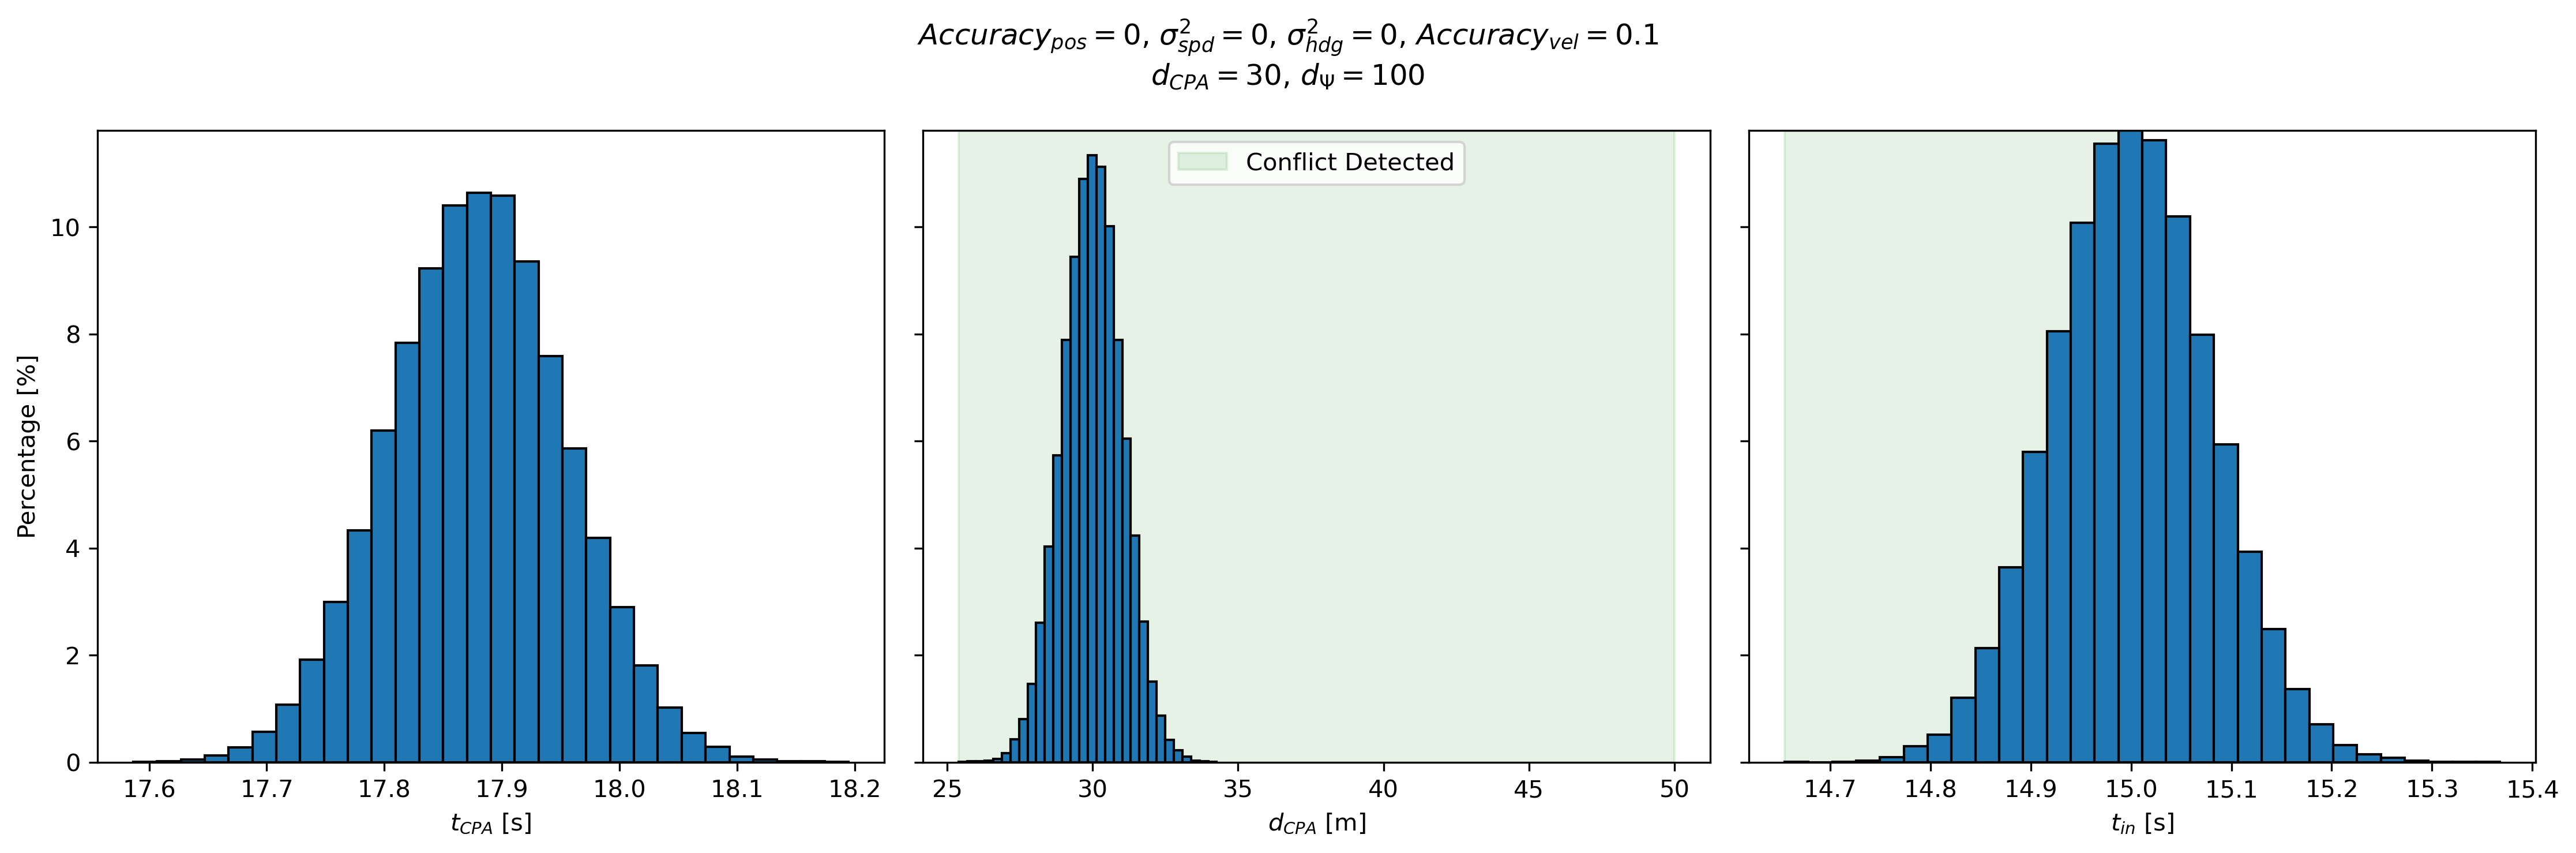 Accuracy_pos = 0, σ²_spd = 0, σ²_hdg = 0, Accuracy_vel = 0.1
d_CPA = 30, d_Ψ = 100
Percentage [%]
10
8
6
4
2
0
17.6 17.7 17.8 17.9 18.0 18.1 18.2
t_CPA [s]
Conflict Detected
25 30 35 40 45 50
d_CPA [m]
14.7 14.8 14.9 15.0 15.1 15.2 15.3 15.4
t_in [s]